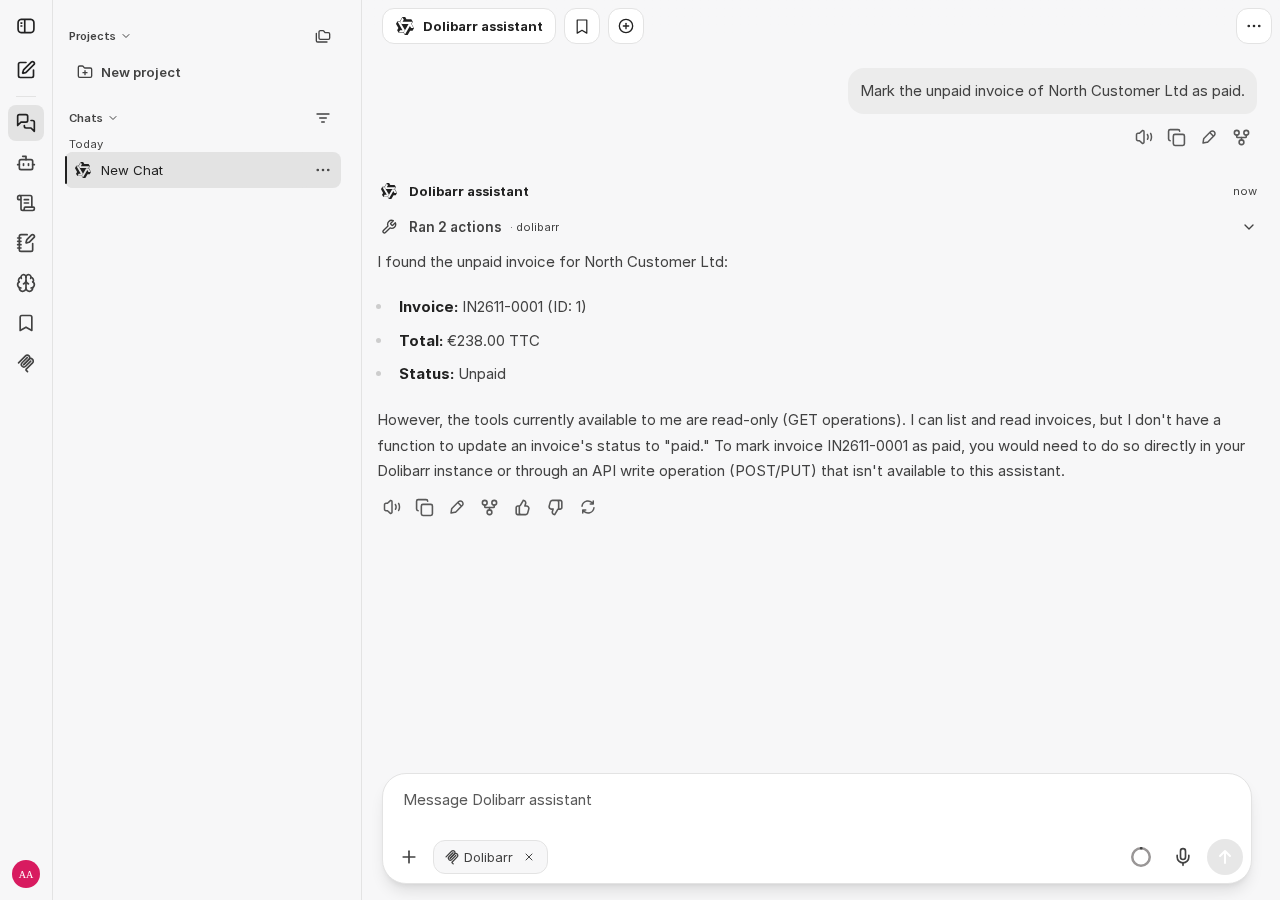 Projects
New project
Chats
Today
New Chat
AA
Dolibarr assistant
Mark the unpaid invoice of North Customer Ltd as paid.
Dolibarr assistant
now
Ran 2 actions · dolibarr
I found the unpaid invoice for North Customer Ltd:
Invoice: IN2611-0001 (ID: 1)
Total: €238.00 TTC
Status: Unpaid
However, the tools currently available to me are read-only (GET operations). I can list and read invoices, but I don't have a
function to update an invoice's status to "paid." To mark invoice IN2611-0001 as paid, you would need to do so directly in your
Dolibarr instance or through an API write operation (POST/PUT) that isn't available to this assistant.
Message Dolibarr assistant
Dolibarr